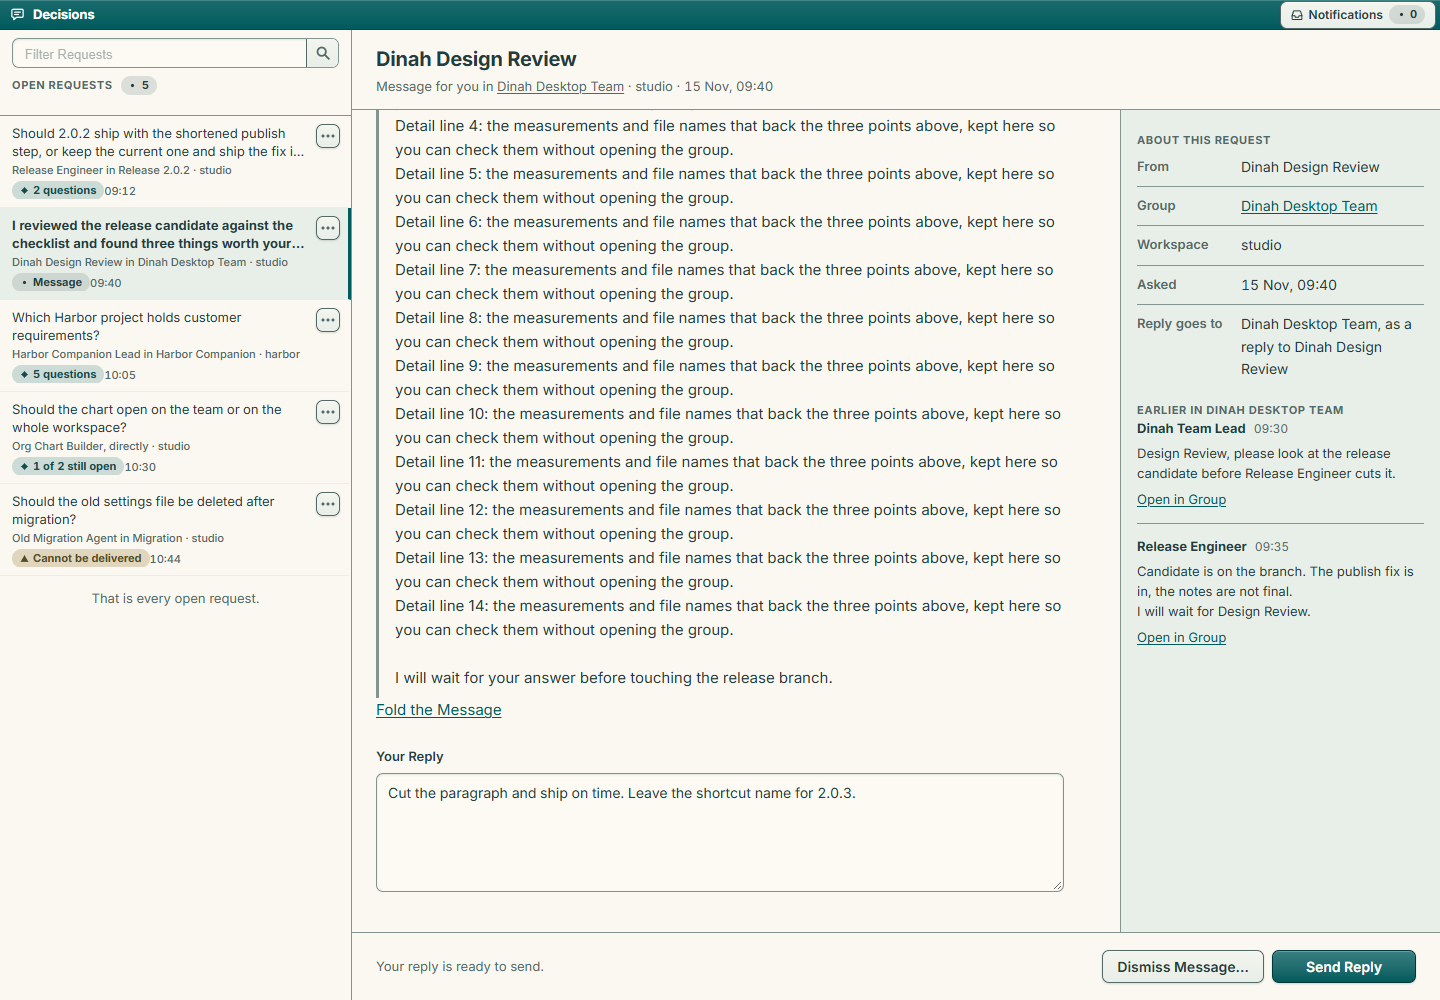 Decisions
Notifications • 0
Filter Requests
OPEN REQUESTS • 5
Should 2.0.2 ship with the shortened publish
step, or keep the current one and ship the fix i...
Release Engineer in Release 2.0.2 · studio
2 questions 09:12
I reviewed the release candidate against the
checklist and found three things worth your...
Dinah Design Review in Dinah Desktop Team · studio
• Message 09:40
Which Harbor project holds customer
requirements?
Harbor Companion Lead in Harbor Companion · harbor
5 questions 10:05
Should the chart open on the team or on the
whole workspace?
Org Chart Builder, directly · studio
1 of 2 still open 10:30
Should the old settings file be deleted after
migration?
Old Migration Agent in Migration · studio
Cannot be delivered 10:44
That is every open request.
Dinah Design Review
Message for you in Dinah Desktop Team · studio · 15 Nov, 09:40
Detail line 4: the measurements and file names that back the three points above, kept here so
you can check them without opening the group.
Detail line 5: the measurements and file names that back the three points above, kept here so
you can check them without opening the group.
Detail line 6: the measurements and file names that back the three points above, kept here so
you can check them without opening the group.
Detail line 7: the measurements and file names that back the three points above, kept here so
you can check them without opening the group.
Detail line 8: the measurements and file names that back the three points above, kept here so
you can check them without opening the group.
Detail line 9: the measurements and file names that back the three points above, kept here so
you can check them without opening the group.
Detail line 10: the measurements and file names that back the three points above, kept here so
you can check them without opening the group.
Detail line 11: the measurements and file names that back the three points above, kept here so
you can check them without opening the group.
Detail line 12: the measurements and file names that back the three points above, kept here so
you can check them without opening the group.
Detail line 13: the measurements and file names that back the three points above, kept here so
you can check them without opening the group.
Detail line 14: the measurements and file names that back the three points above, kept here so
you can check them without opening the group.
I will wait for your answer before touching the release branch.
Fold the Message
Your Reply
Cut the paragraph and ship on time. Leave the shortcut name for 2.0.3.
Your reply is ready to send.
Dismiss Message...
Send Reply
ABOUT THIS REQUEST
From Dinah Design Review
Group Dinah Desktop Team
Workspace studio
Asked 15 Nov, 09:40
Reply goes to Dinah Desktop Team, as a
reply to Dinah Design
Review
EARLIER IN DINAH DESKTOP TEAM
Dinah Team Lead 09:30
Design Review, please look at the release
candidate before Release Engineer cuts it.
Open in Group
Release Engineer 09:35
Candidate is on the branch. The publish fix is
in, the notes are not final.
I will wait for Design Review.
Open in Group